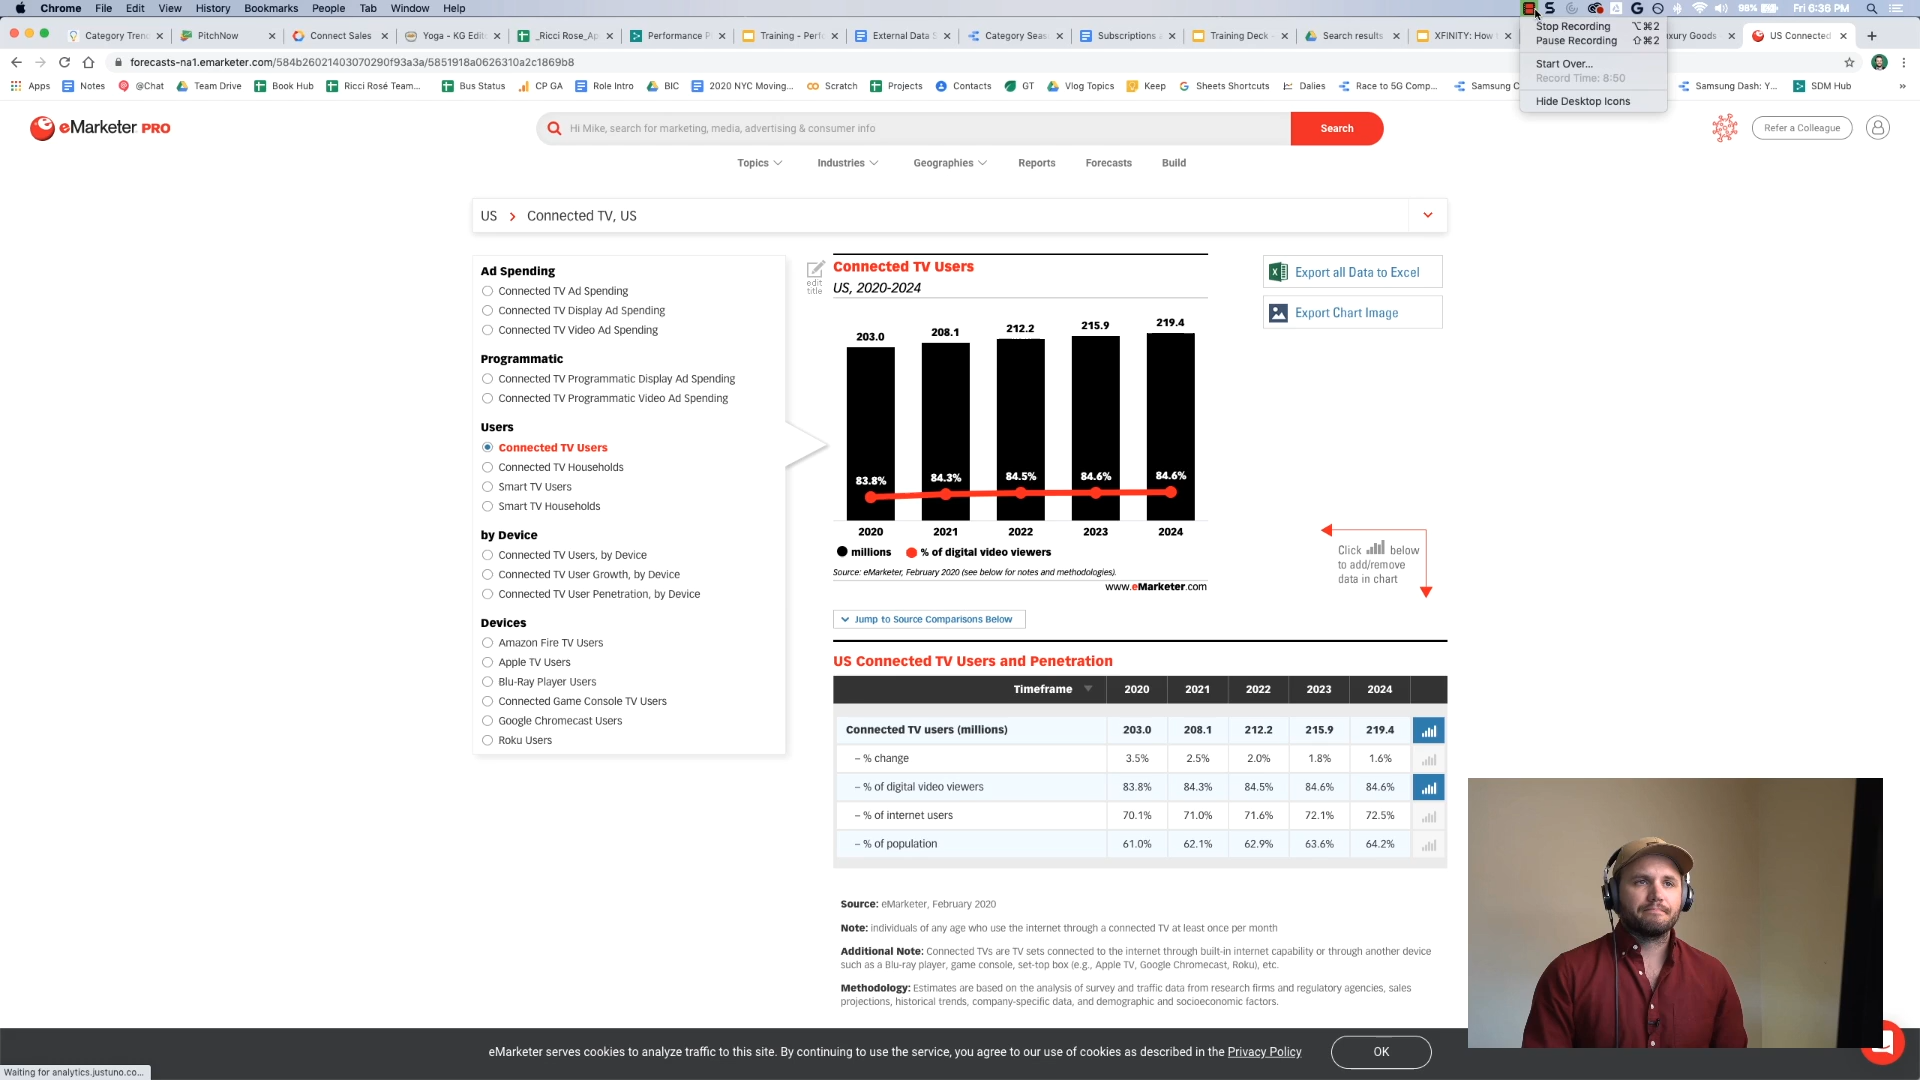 Chrome File Edit View History Bookmarks People Tab Window Help
98% Fri 6:36 PM
Stop Recording ⌥⌘2
Pause Recording ⇧⌘2
Start Over...
Record Time: 8:50
Hide Desktop Icons
Category Tren
PitchNow
Connect Sales
Yoga - KG Edit
_Ricci Rose_Ap
Performance P
Training - Perf
External Data S
Category Seas
Subscriptions
Training Deck -
Search results
XFINITY: How
xury Goods
US Connected
forecasts-na1.emarketer.com/584b26021403070290f93a3a/5851918a0626310a2c1869b8
Apps Notes @Chat Team Drive Book Hub Ricci Rosé Team... Bus Status CP GA Role Intro BIC 2020 NYC Moving... Scratch Projects Contacts GT Vlog Topics Keep Sheets Shortcuts Dalies Race to 5G Comp... Samsung C Samsung Dash: Y... SDM Hub »
eMarketer PRO
Hi Mike, search for marketing, media, advertising & consumer info
Search
Refer a Colleague
Topics Industries Geographies Reports Forecasts Build
US > Connected TV, US
Ad Spending
Connected TV Ad Spending
Connected TV Display Ad Spending
Connected TV Video Ad Spending
Programmatic
Connected TV Programmatic Display Ad Spending
Connected TV Programmatic Video Ad Spending
Users
Connected TV Users
Connected TV Households
Smart TV Users
Smart TV Households
by Device
Connected TV Users, by Device
Connected TV User Growth, by Device
Connected TV User Penetration, by Device
Devices
Amazon Fire TV Users
Apple TV Users
Blu-Ray Player Users
Connected Game Console TV Users
Google Chromecast Users
Roku Users
edit
title
Connected TV Users
US, 2020-2024
203.0 208.1 212.2 215.9 219.4
83.8% 84.3% 84.5% 84.6% 84.6%
2020 2021 2022 2023 2024
millions % of digital video viewers
Source: eMarketer, February 2020 (see below for notes and methodologies).
www.eMarketer.com
Export all Data to Excel
Export Chart Image
Click below
to add/remove
data in chart
Jump to Source Comparisons Below
US Connected TV Users and Penetration
Timeframe 2020 2021 2022 2023 2024
Connected TV users (millions) 203.0 208.1 212.2 215.9 219.4
– % change 3.5% 2.5% 2.0% 1.8% 1.6%
– % of digital video viewers 83.8% 84.3% 84.5% 84.6% 84.6%
– % of internet users 70.1% 71.0% 71.6% 72.1% 72.5%
– % of population 61.0% 62.1% 62.9% 63.6% 64.2%
Source: eMarketer, February 2020
Note: individuals of any age who use the internet through a connected TV at least once per month
Additional Note: Connected TVs are TV sets connected to the internet through built-in internet capability or through another device
such as a Blu-ray player, game console, set-top box (e.g., Apple TV, Google Chromecast, Roku), etc.
Methodology: Estimates are based on the analysis of survey and traffic data from research firms and regulatory agencies, sales
projections, historical trends, company-specific data, and demographic and socioeconomic factors.
eMarketer serves cookies to analyze traffic to this site. By continuing to use the service, you agree to our use of cookies as described in the Privacy Policy
OK
Waiting for analytics.justuno.co...